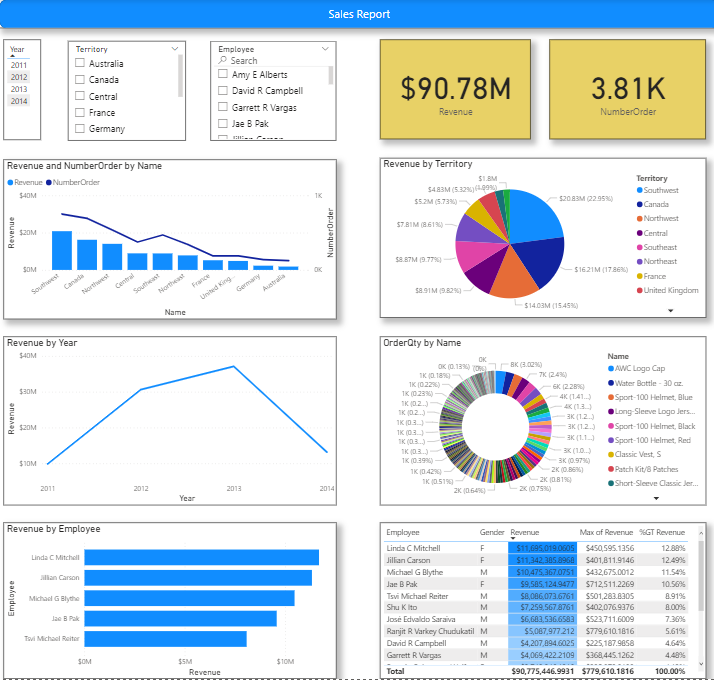 Sales Report
Year
2011
2012
2013
2014
Territory
Australia
Canada
Central
France
Germany
Employee
Search
Amy E Alberts
David R Campbell
Garrett R Vargas
Jae B Pak
Jillian Carson
$90.78M
Revenue
3.81K
NumberOrder
Revenue and NumberOrder by Name
Revenue NumberOrder
$40M
$20M
$0M
1K
0K
Revenue
NumberOrder
Southwest
Canada
Northwest
Central
Southeast
Northeast
France
United King...
Germany
Australia
Name
Revenue by Territory
$1.8M
(1.99%)
$4.83M (5.32%)
$5.2M (5.73%)
$7.81M (8.61%)
$8.87M (9.77%)
$8.91M (9.82%)
$14.03M (15.45%)
$16.21M (17.86%)
$20.83M (22.95%)
Territory
Southwest
Canada
Northwest
Central
Southeast
Northeast
France
United Kingdom
Revenue by Year
$40M
$30M
$20M
$10M
Revenue
2011 2012 2013 2014
Year
OrderQty by Name
0K
(0%)
0K (0.13%)
1K (0.18%)
1K (0.22%)
1K (0.23%)
1K (0.2...)
1K (0.2...)
1K (0.3...)
1K (0.3...)
1K (0.3...)
1K (0.39%)
1K (0.42%)
1K (0.51%)
2K (0.64%)
2K (0.75%)
2K (0.81%)
2K (0.86%)
3K (0.97%)
3K (1.0...)
3K (1.1...)
3K (1.2...)
3K (1.2...)
4K (1.3...)
4K (1.41...)
6K (2.28%)
7K (2.4%)
8K (3.02%)
Name
AWC Logo Cap
Water Bottle - 30 oz.
Sport-100 Helmet, Blue
Long-Sleeve Logo Jers...
Sport-100 Helmet, Black
Sport-100 Helmet, Red
Classic Vest, S
Patch Kit/8 Patches
Short-Sleeve Classic Jer...
Revenue by Employee
Employee
Linda C Mitchell
Jillian Carson
Michael G Blythe
Jae B Pak
Tsvi Michael Reiter
$0M $5M $10M
Revenue
Employee Gender Revenue Max of Revenue %GT Revenue
Linda C Mitchell F $11,695,019.0605 $450,595.1356 12.88%
Jillian Carson F $11,342,385.8968 $401,811.9146 12.49%
Michael G Blythe M $10,475,367.0751 $432,675.0012 11.54%
Jae B Pak F $9,585,124.9477 $712,511.2269 10.56%
Tsvi Michael Reiter M $8,086,073.6761 $501,283.8305 8.91%
Shu K Ito M $7,259,567.8761 $402,076.9376 8.00%
José Edvaldo Saraiva M $6,683,536.6583 $523,711.6009 7.36%
Ranjit R Varkey Chudukatil M $5,087,977.212 $779,610.1816 5.61%
David R Campbell M $4,207,894.6025 $225,187.9858 4.64%
Garrett R Vargas M $4,069,422.2109 $368,445.1262 4.48%
Total $90,775,446.9931 $779,610.1816 100.00%